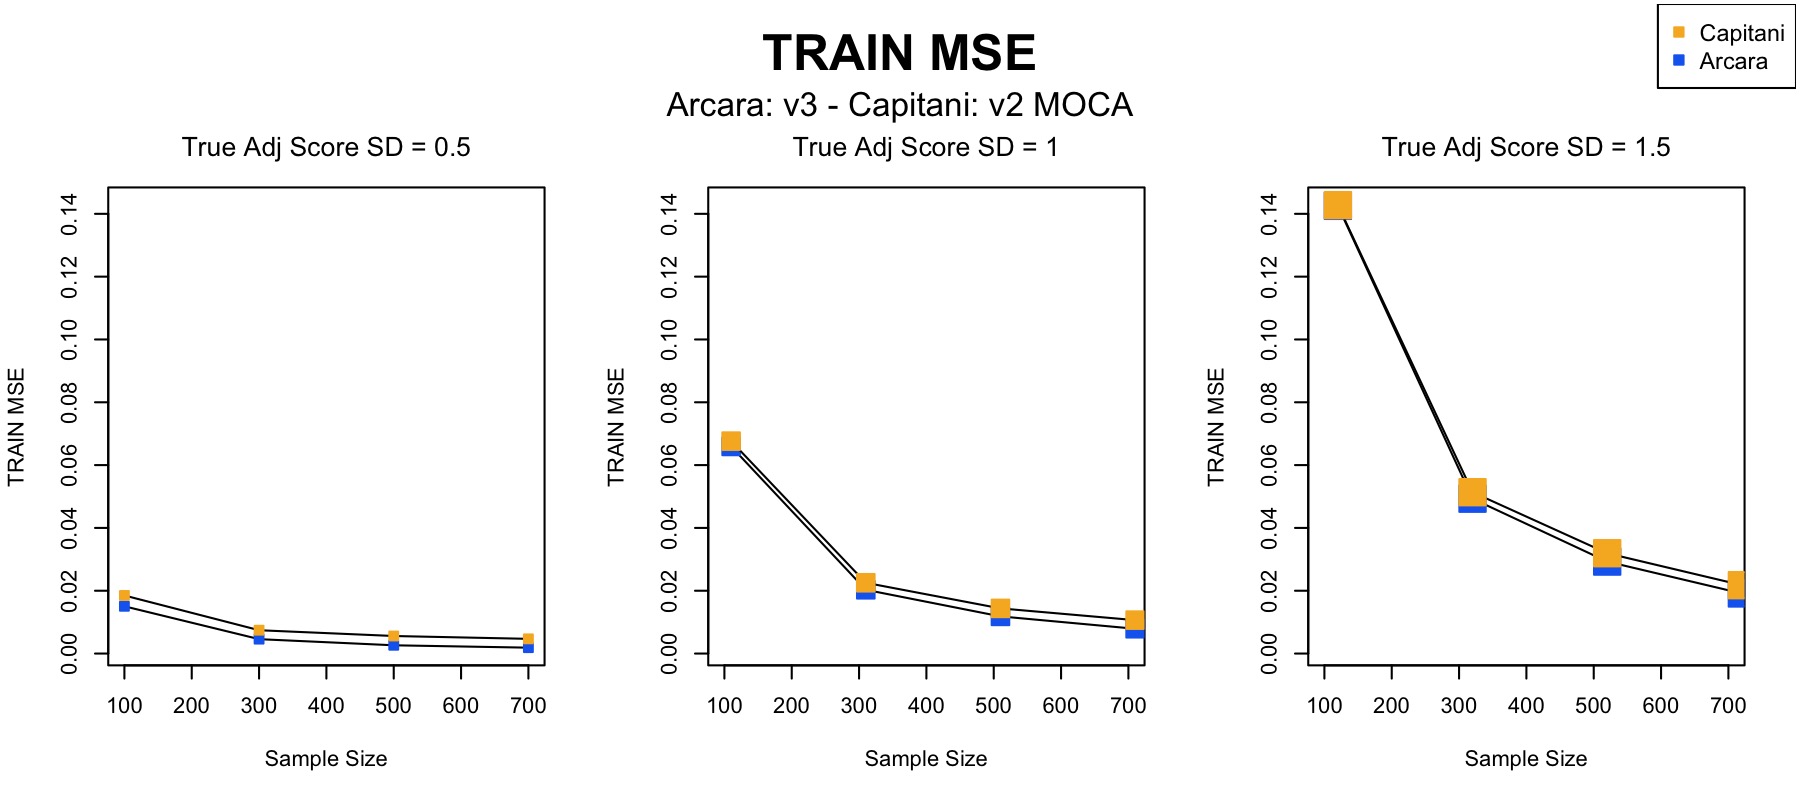 TRAIN MSE
Arcara: v3 - Capitani: v2 MOCA
Capitani
Arcara
True Adj Score SD = 0.5
TRAIN MSE
0.14
0.12
0.10
0.08
0.06
0.04
0.02
0.00
100 200 300 400 500 600 700
Sample Size
True Adj Score SD = 1
TRAIN MSE
0.14
0.12
0.10
0.08
0.06
0.04
0.02
0.00
100 200 300 400 500 600 700
Sample Size
True Adj Score SD = 1.5
TRAIN MSE
0.14
0.12
0.10
0.08
0.06
0.04
0.02
0.00
100 200 300 400 500 600 700
Sample Size